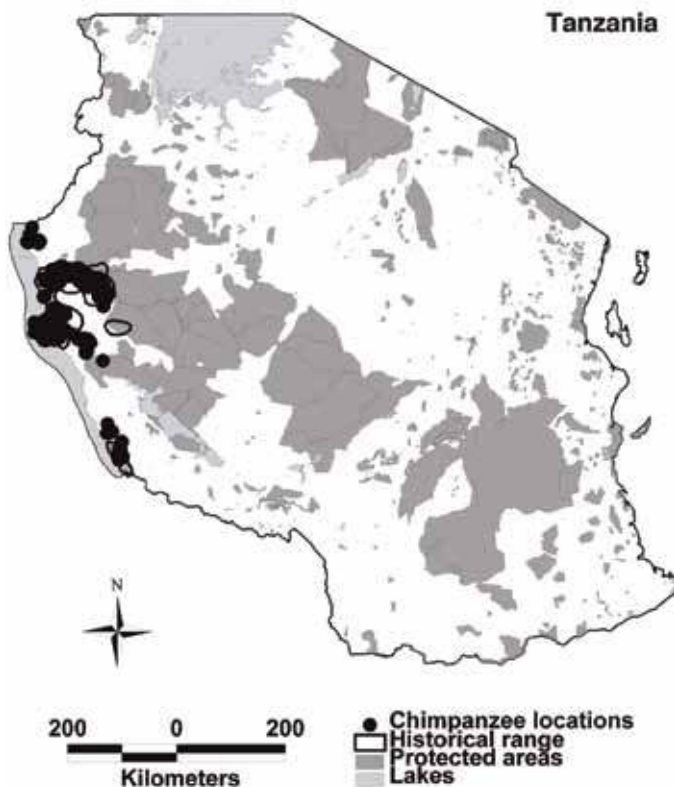 Tanzania
N
200 0 200
Kilometers
Chimpanzee locations
Historical range
Protected areas
Lakes